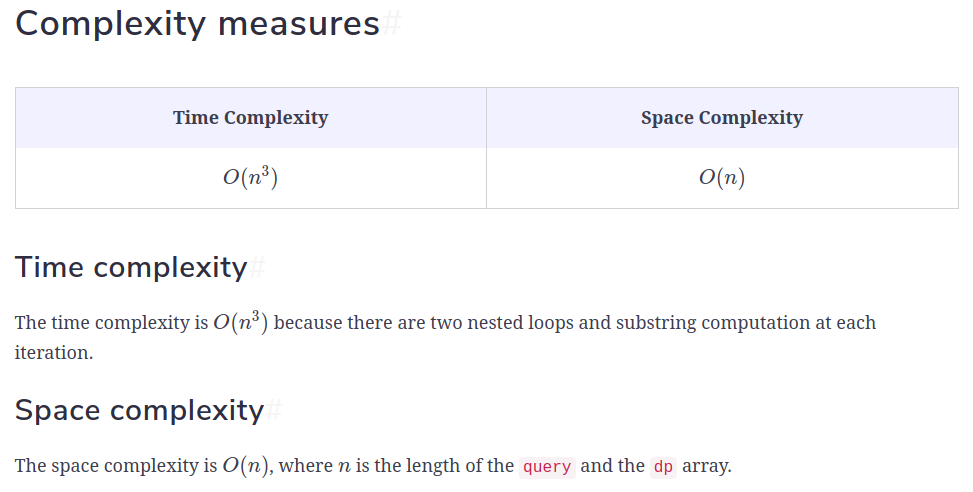 Complexity measures#
Time Complexity Space Complexity
O(n³) O(n)
Time complexity#
The time complexity is O(n³) because there are two nested loops and substring computation at each
iteration.
Space complexity#
The space complexity is O(n), where n is the length of the query and the dp array.